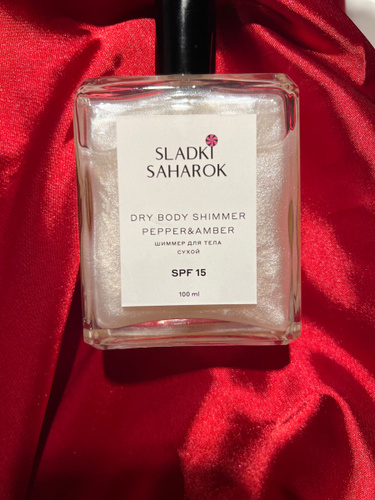 SLADKI
SAHAROK
DRY BODY SHIMMER
PEPPER&AMBER
ШИММЕР ДЛЯ ТЕЛА
СУХОЙ
SPF 15
100 ml